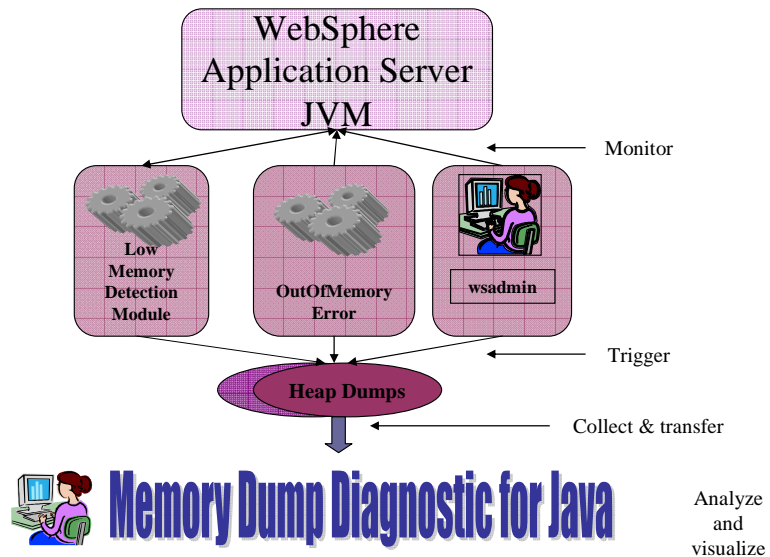 WebSphere
Application Server
JVM
Monitor
Low
Memory
Detection
Module
OutOfMemory
Error
wsadmin
Trigger
Heap Dumps
Collect & transfer
Memory Dump Diagnostic for Java
Analyze
and
visualize